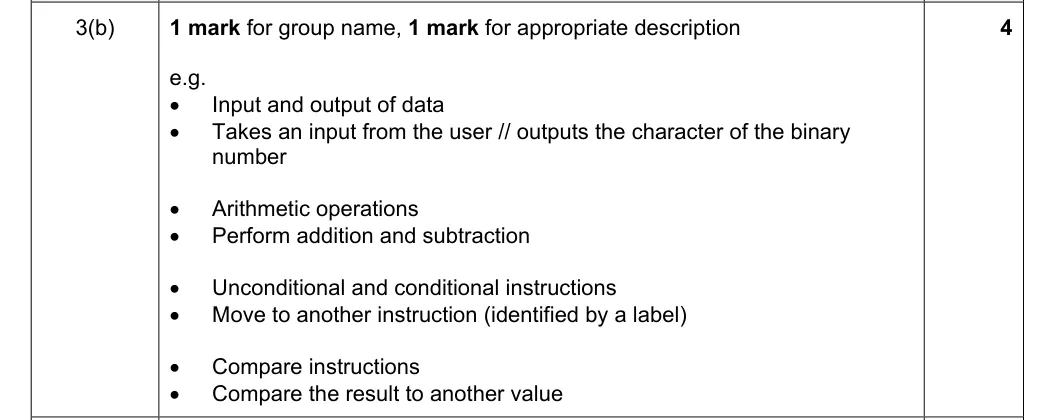 3(b) 1 mark for group name, 1 mark for appropriate description 4
e.g.
• Input and output of data
• Takes an input from the user // outputs the character of the binary
number
• Arithmetic operations
• Perform addition and subtraction
• Unconditional and conditional instructions
• Move to another instruction (identified by a label)
• Compare instructions
• Compare the result to another value